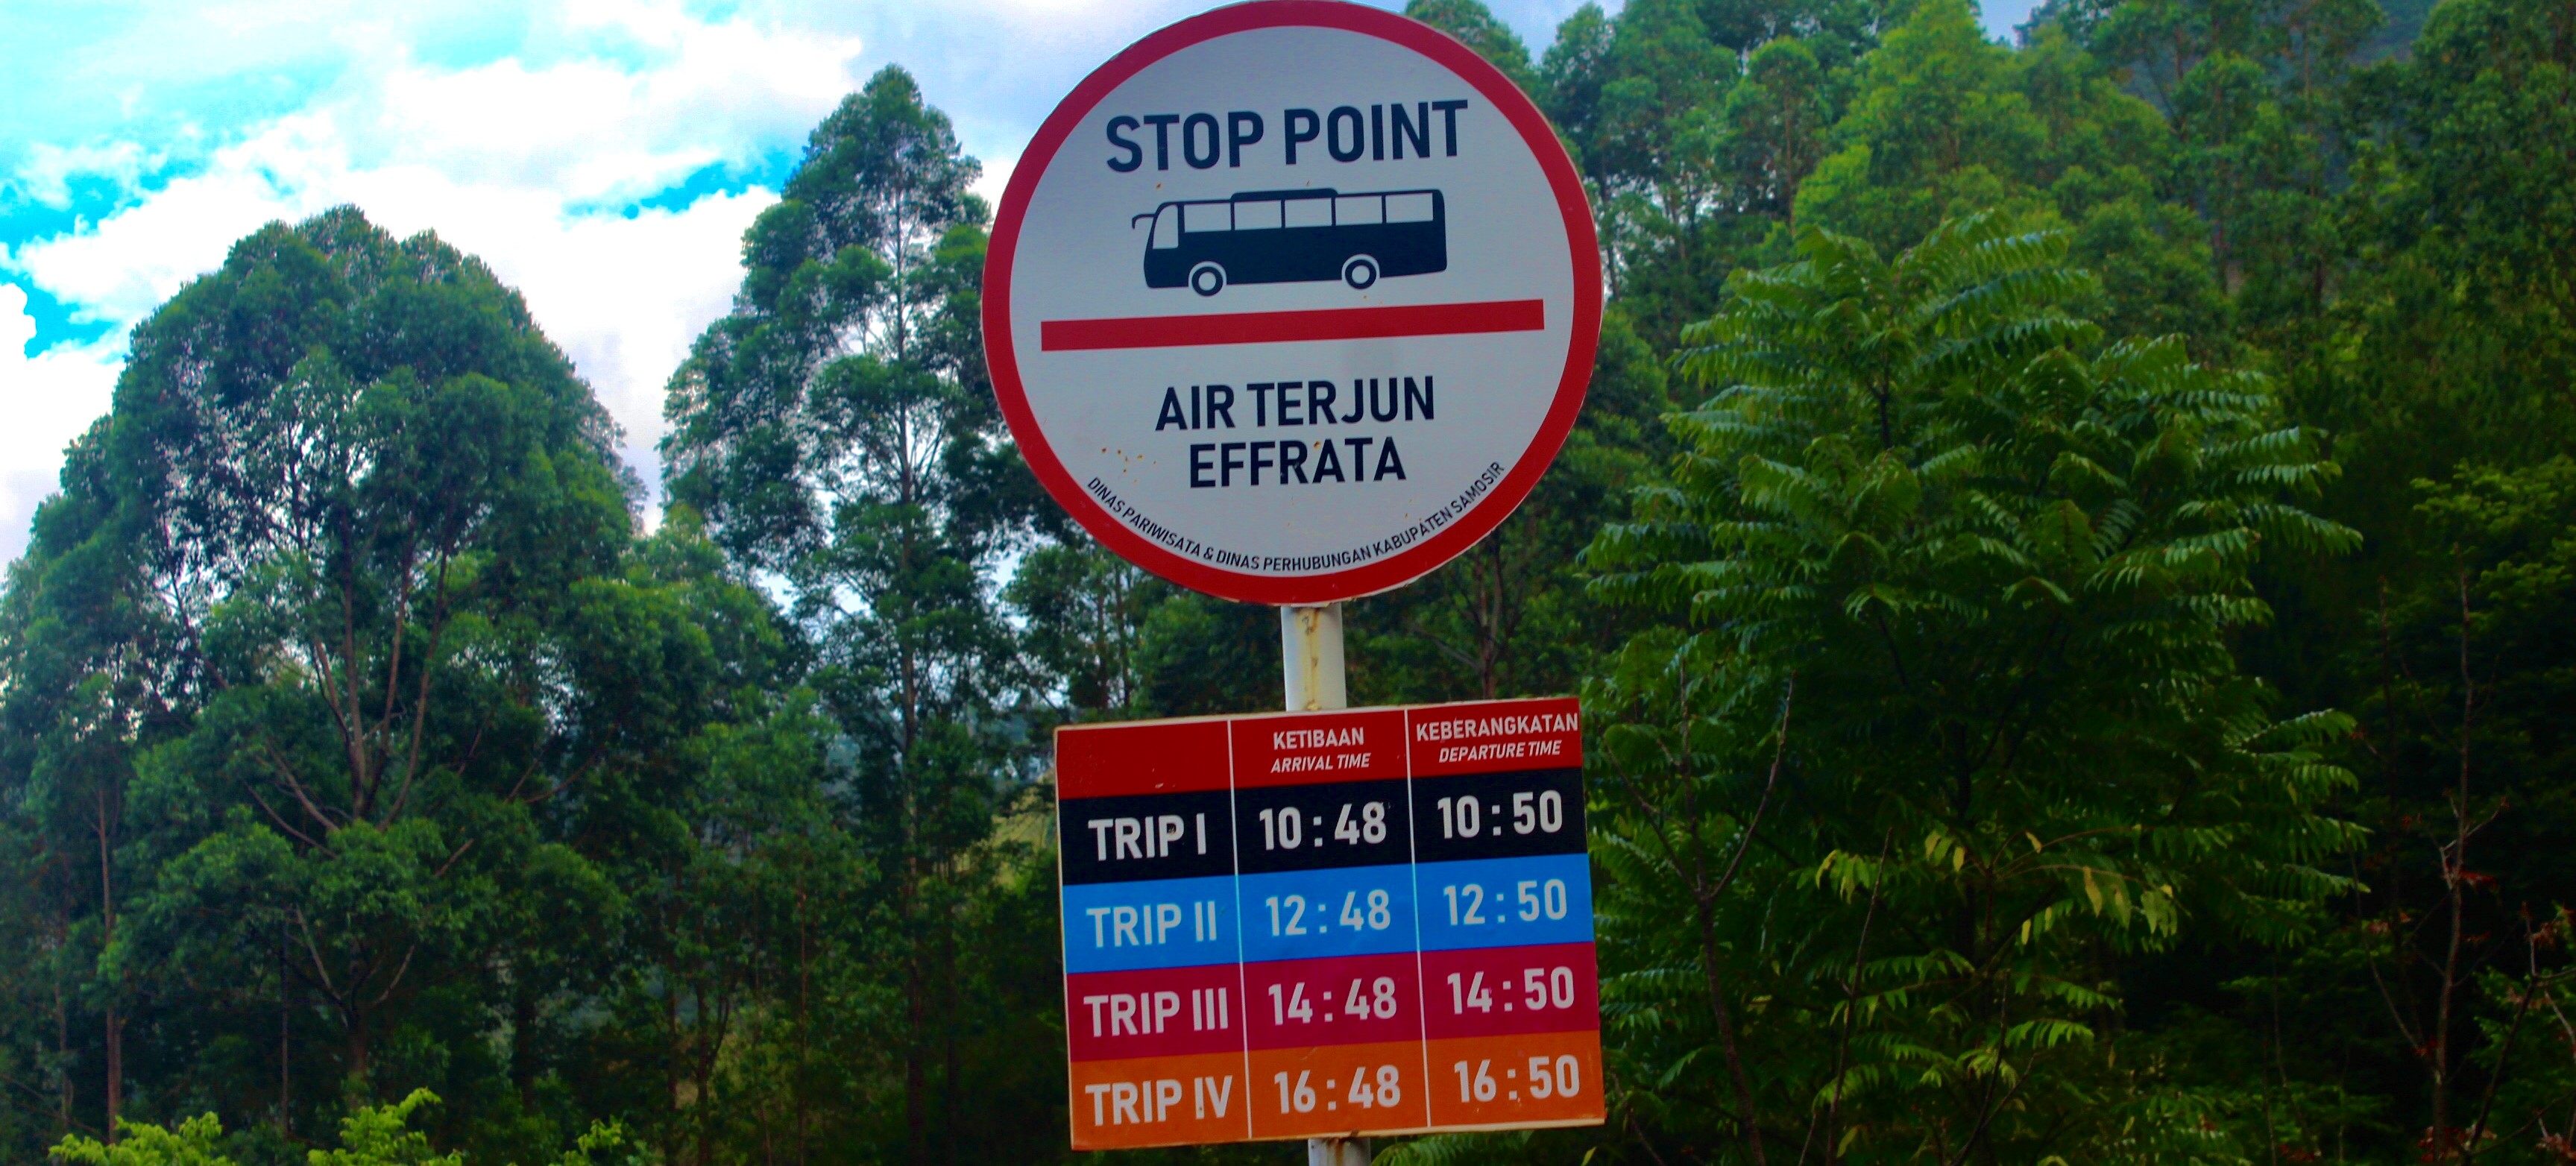 STOP POINT
AIR TERJUN
EFFRATA
DINAS PARIWISATA & DINAS PERHUBUNGAN KABUPATEN SAMOSIR
KETIBAAN KEBERANGKATAN
ARRIVAL TIME DEPARTURE TIME
TRIP I 10:48 10:50
TRIP II 12:48 12:50
TRIP III 14:48 14:50
TRIP IV 16:48 16:50